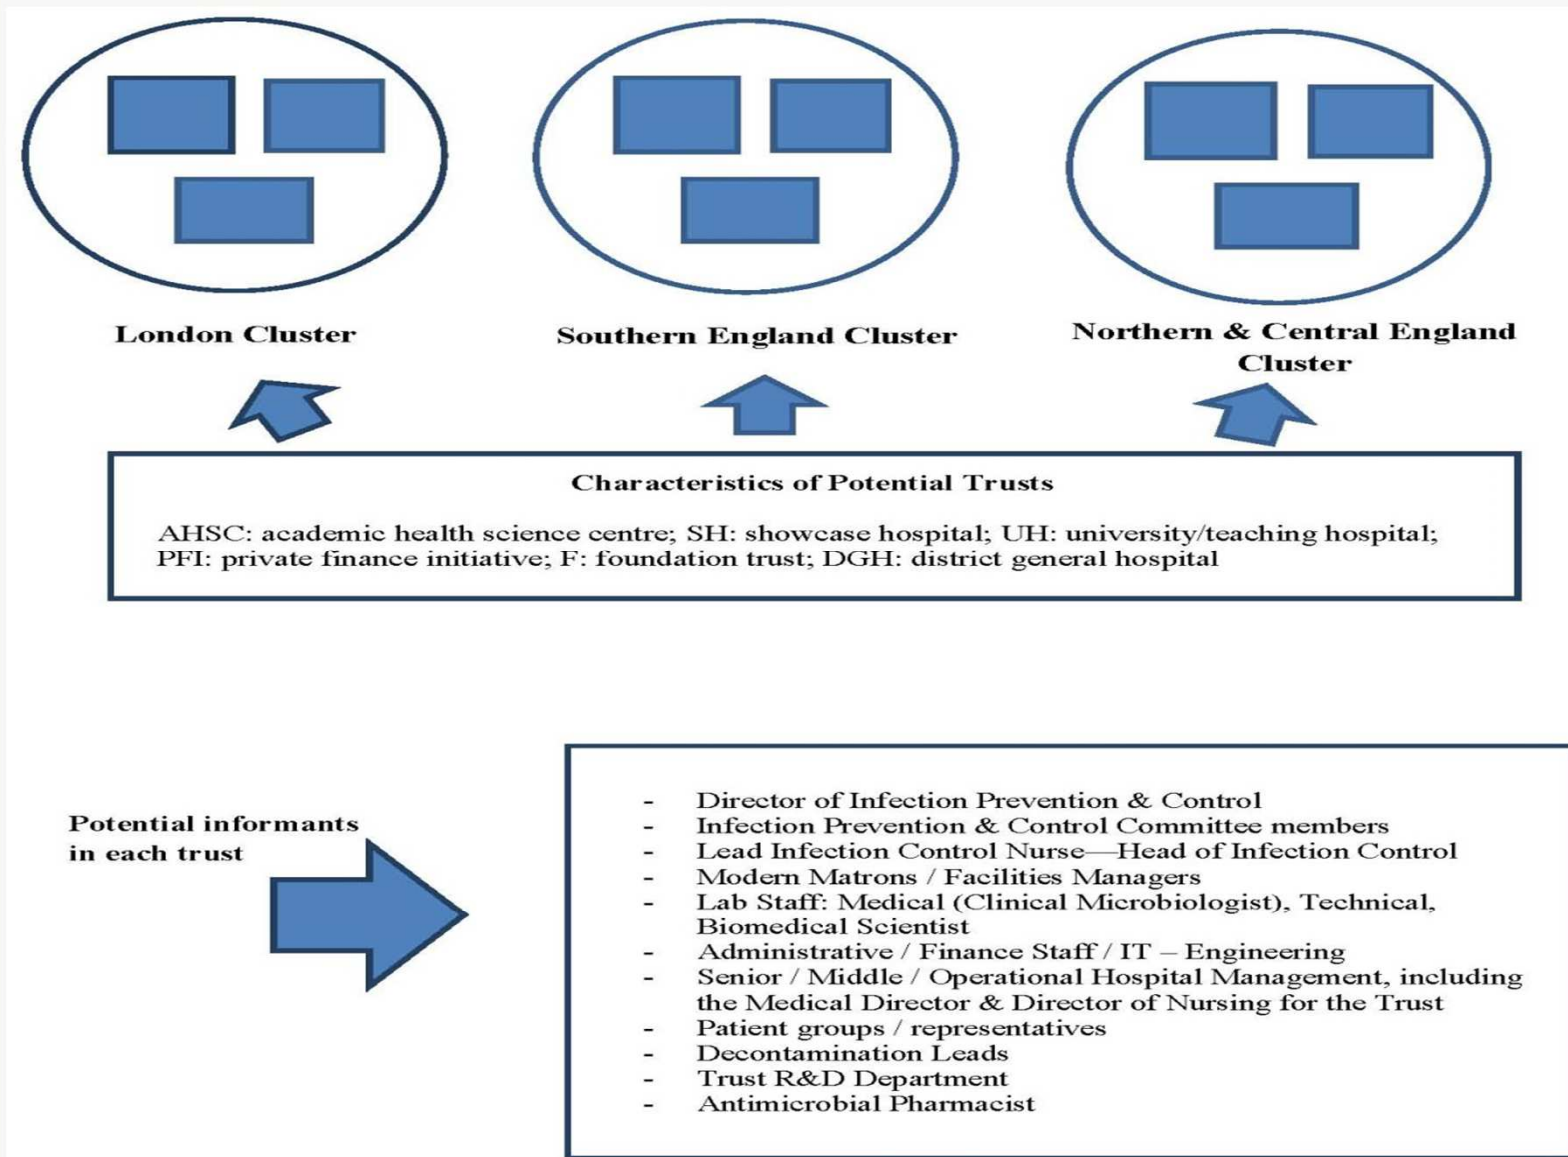 London Cluster
Southern England Cluster
Northern & Central England
Cluster
Characteristics of Potential Trusts
AHSC: academic health science centre; SH: showcase hospital; UH: university/teaching hospital;
PFI: private finance initiative; F: foundation trust; DGH: district general hospital
Potential informants
in each trust
- Director of Infection Prevention & Control
- Infection Prevention & Control Committee members
- Lead Infection Control Nurse—Head of Infection Control
- Modern Matrons / Facilities Managers
- Lab Staff: Medical (Clinical Microbiologist), Technical,
Biomedical Scientist
- Administrative / Finance Staff / IT – Engineering
- Senior / Middle / Operational Hospital Management, including
the Medical Director & Director of Nursing for the Trust
- Patient groups / representatives
- Decontamination Leads
- Trust R&D Department
- Antimicrobial Pharmacist